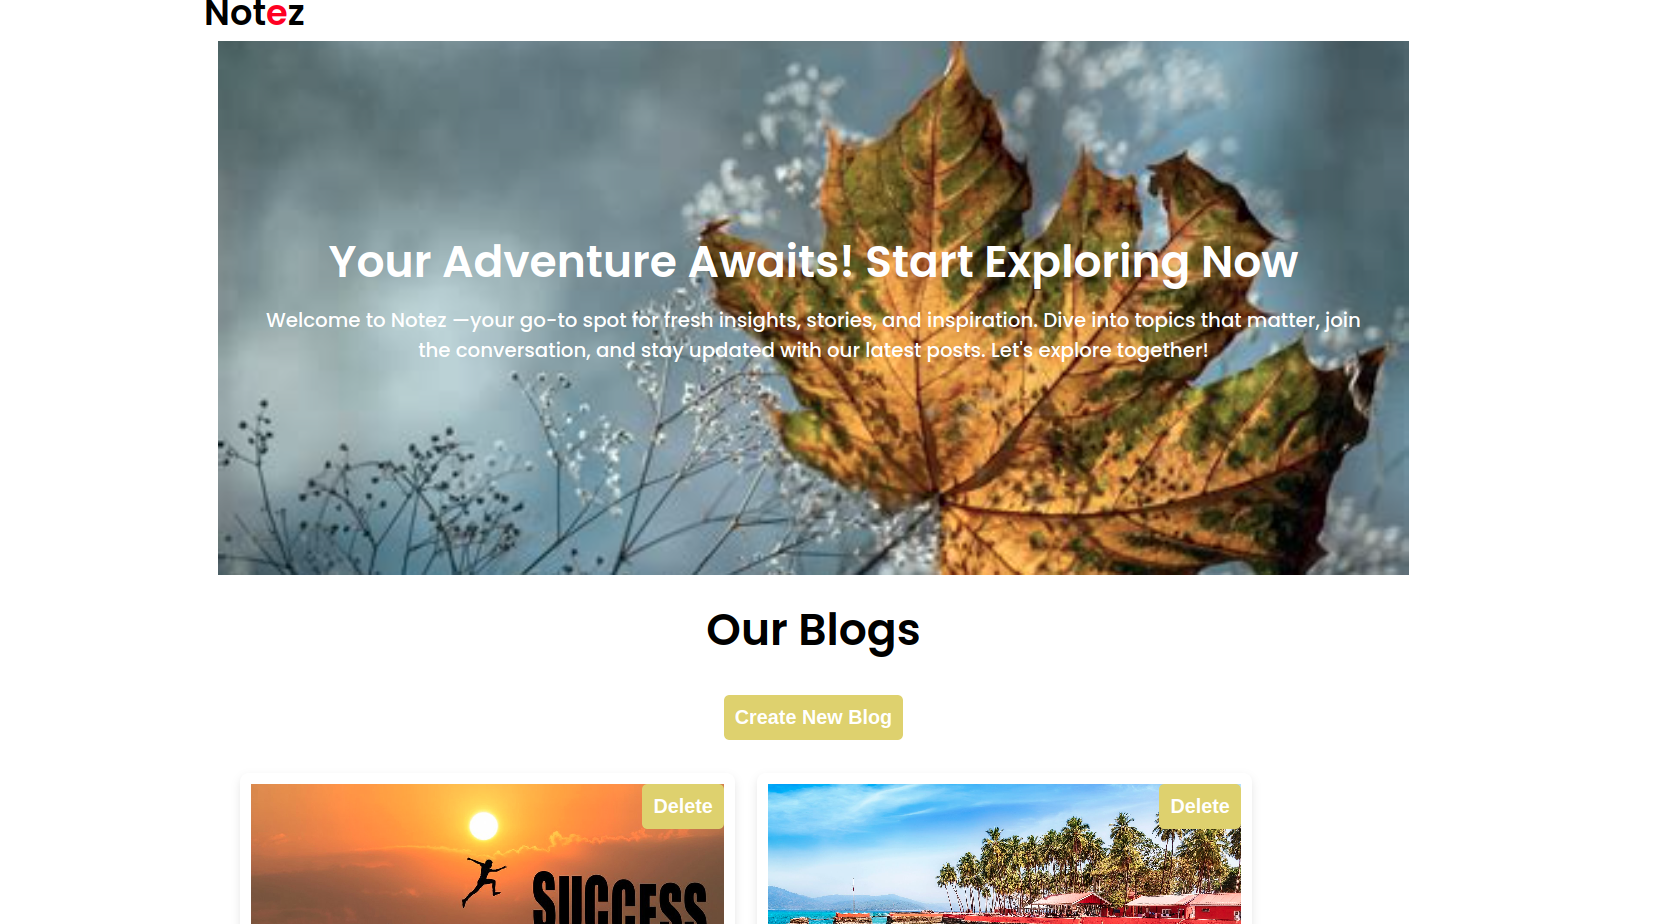 Notez
Your Adventure Awaits! Start Exploring Now
Welcome to Notez —your go-to spot for fresh insights, stories, and inspiration. Dive into topics that matter, join
the conversation, and stay updated with our latest posts. Let's explore together!
Our Blogs
Create New Blog
Delete
Delete
SUCCESS